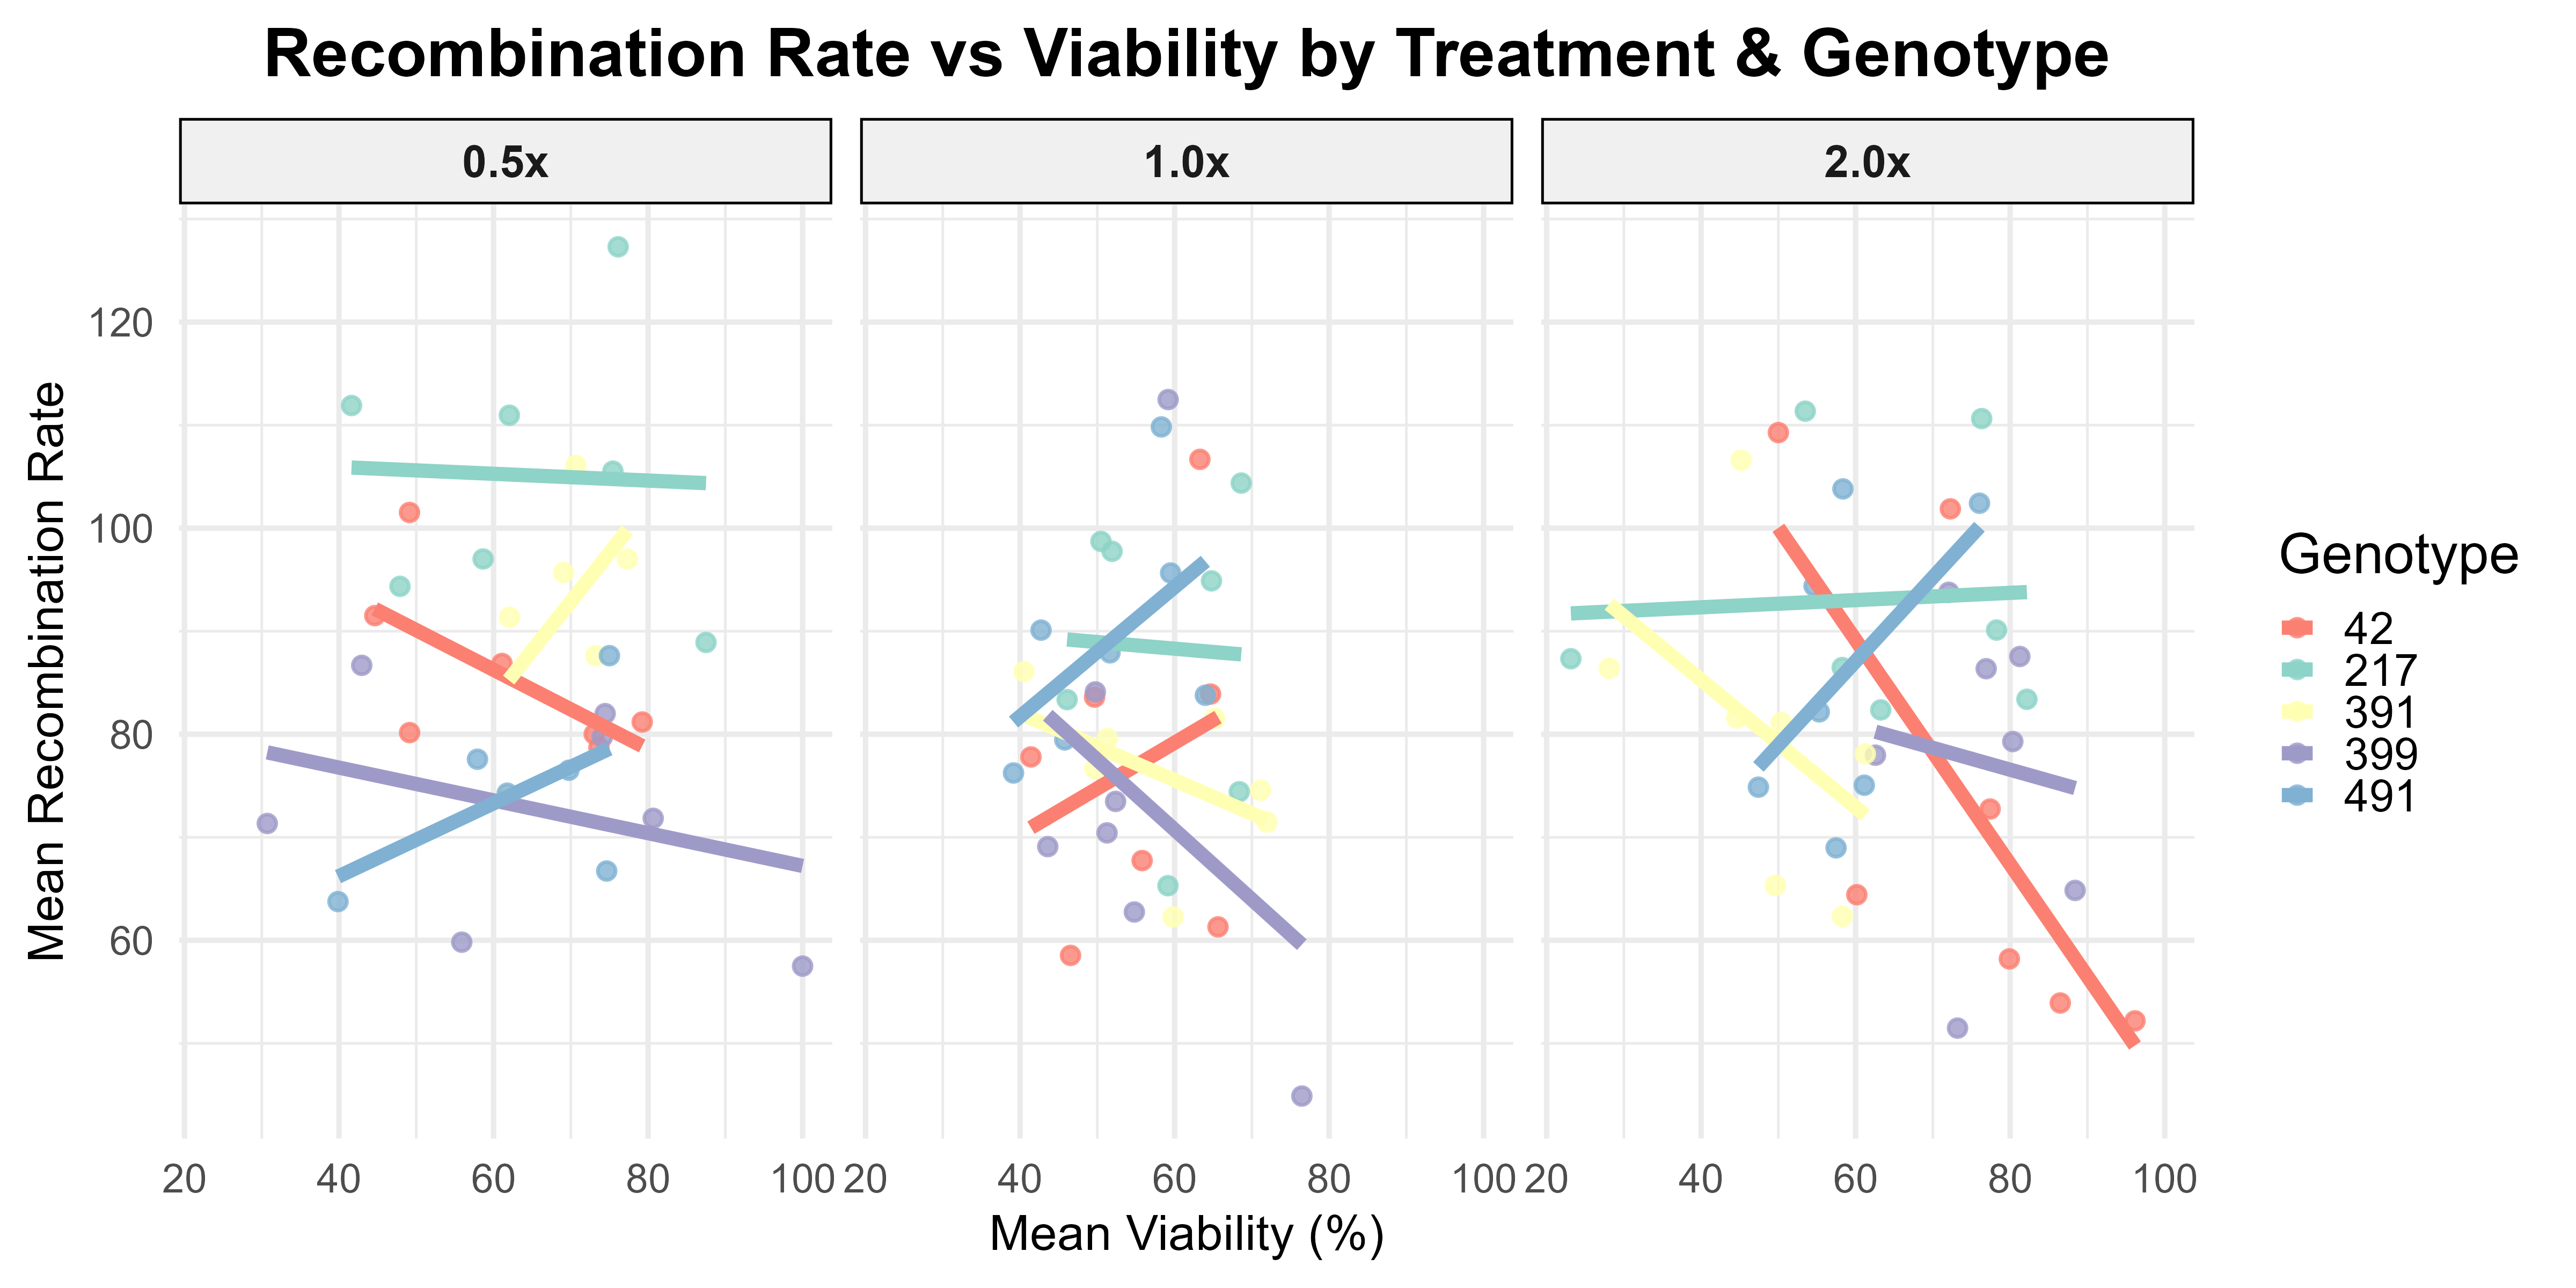 Recombination Rate vs Viability by Treatment & Genotype
0.5x
1.0x
2.0x
120
100
80
60
Mean Recombination Rate
20 40 60 80 100
20 40 60 80 100
20 40 60 80 100
Mean Viability (%)
Genotype
42
217
391
399
491